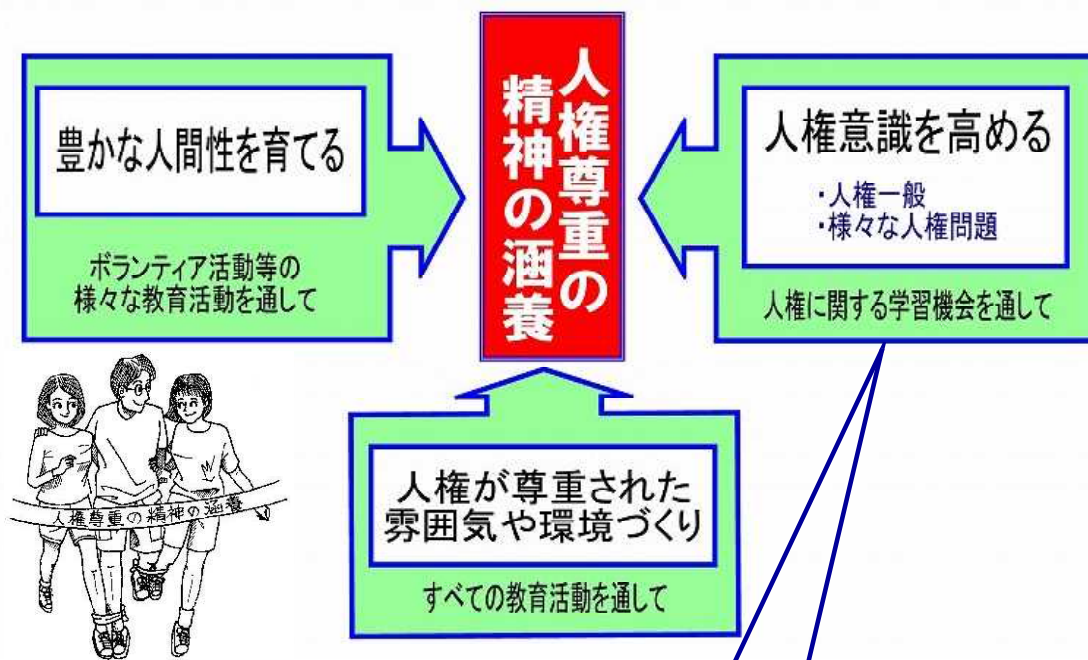 人権尊重の
精神の涵養
豊かな人間性を育てる
ボランティア活動等の
様々な教育活動を通して
人権意識を高める
・人権一般
・様々な人権問題
人権に関する学習機会を通して
人権が尊重された
雰囲気や環境づくり
すべての教育活動を通して
人権尊重の精神の涵養